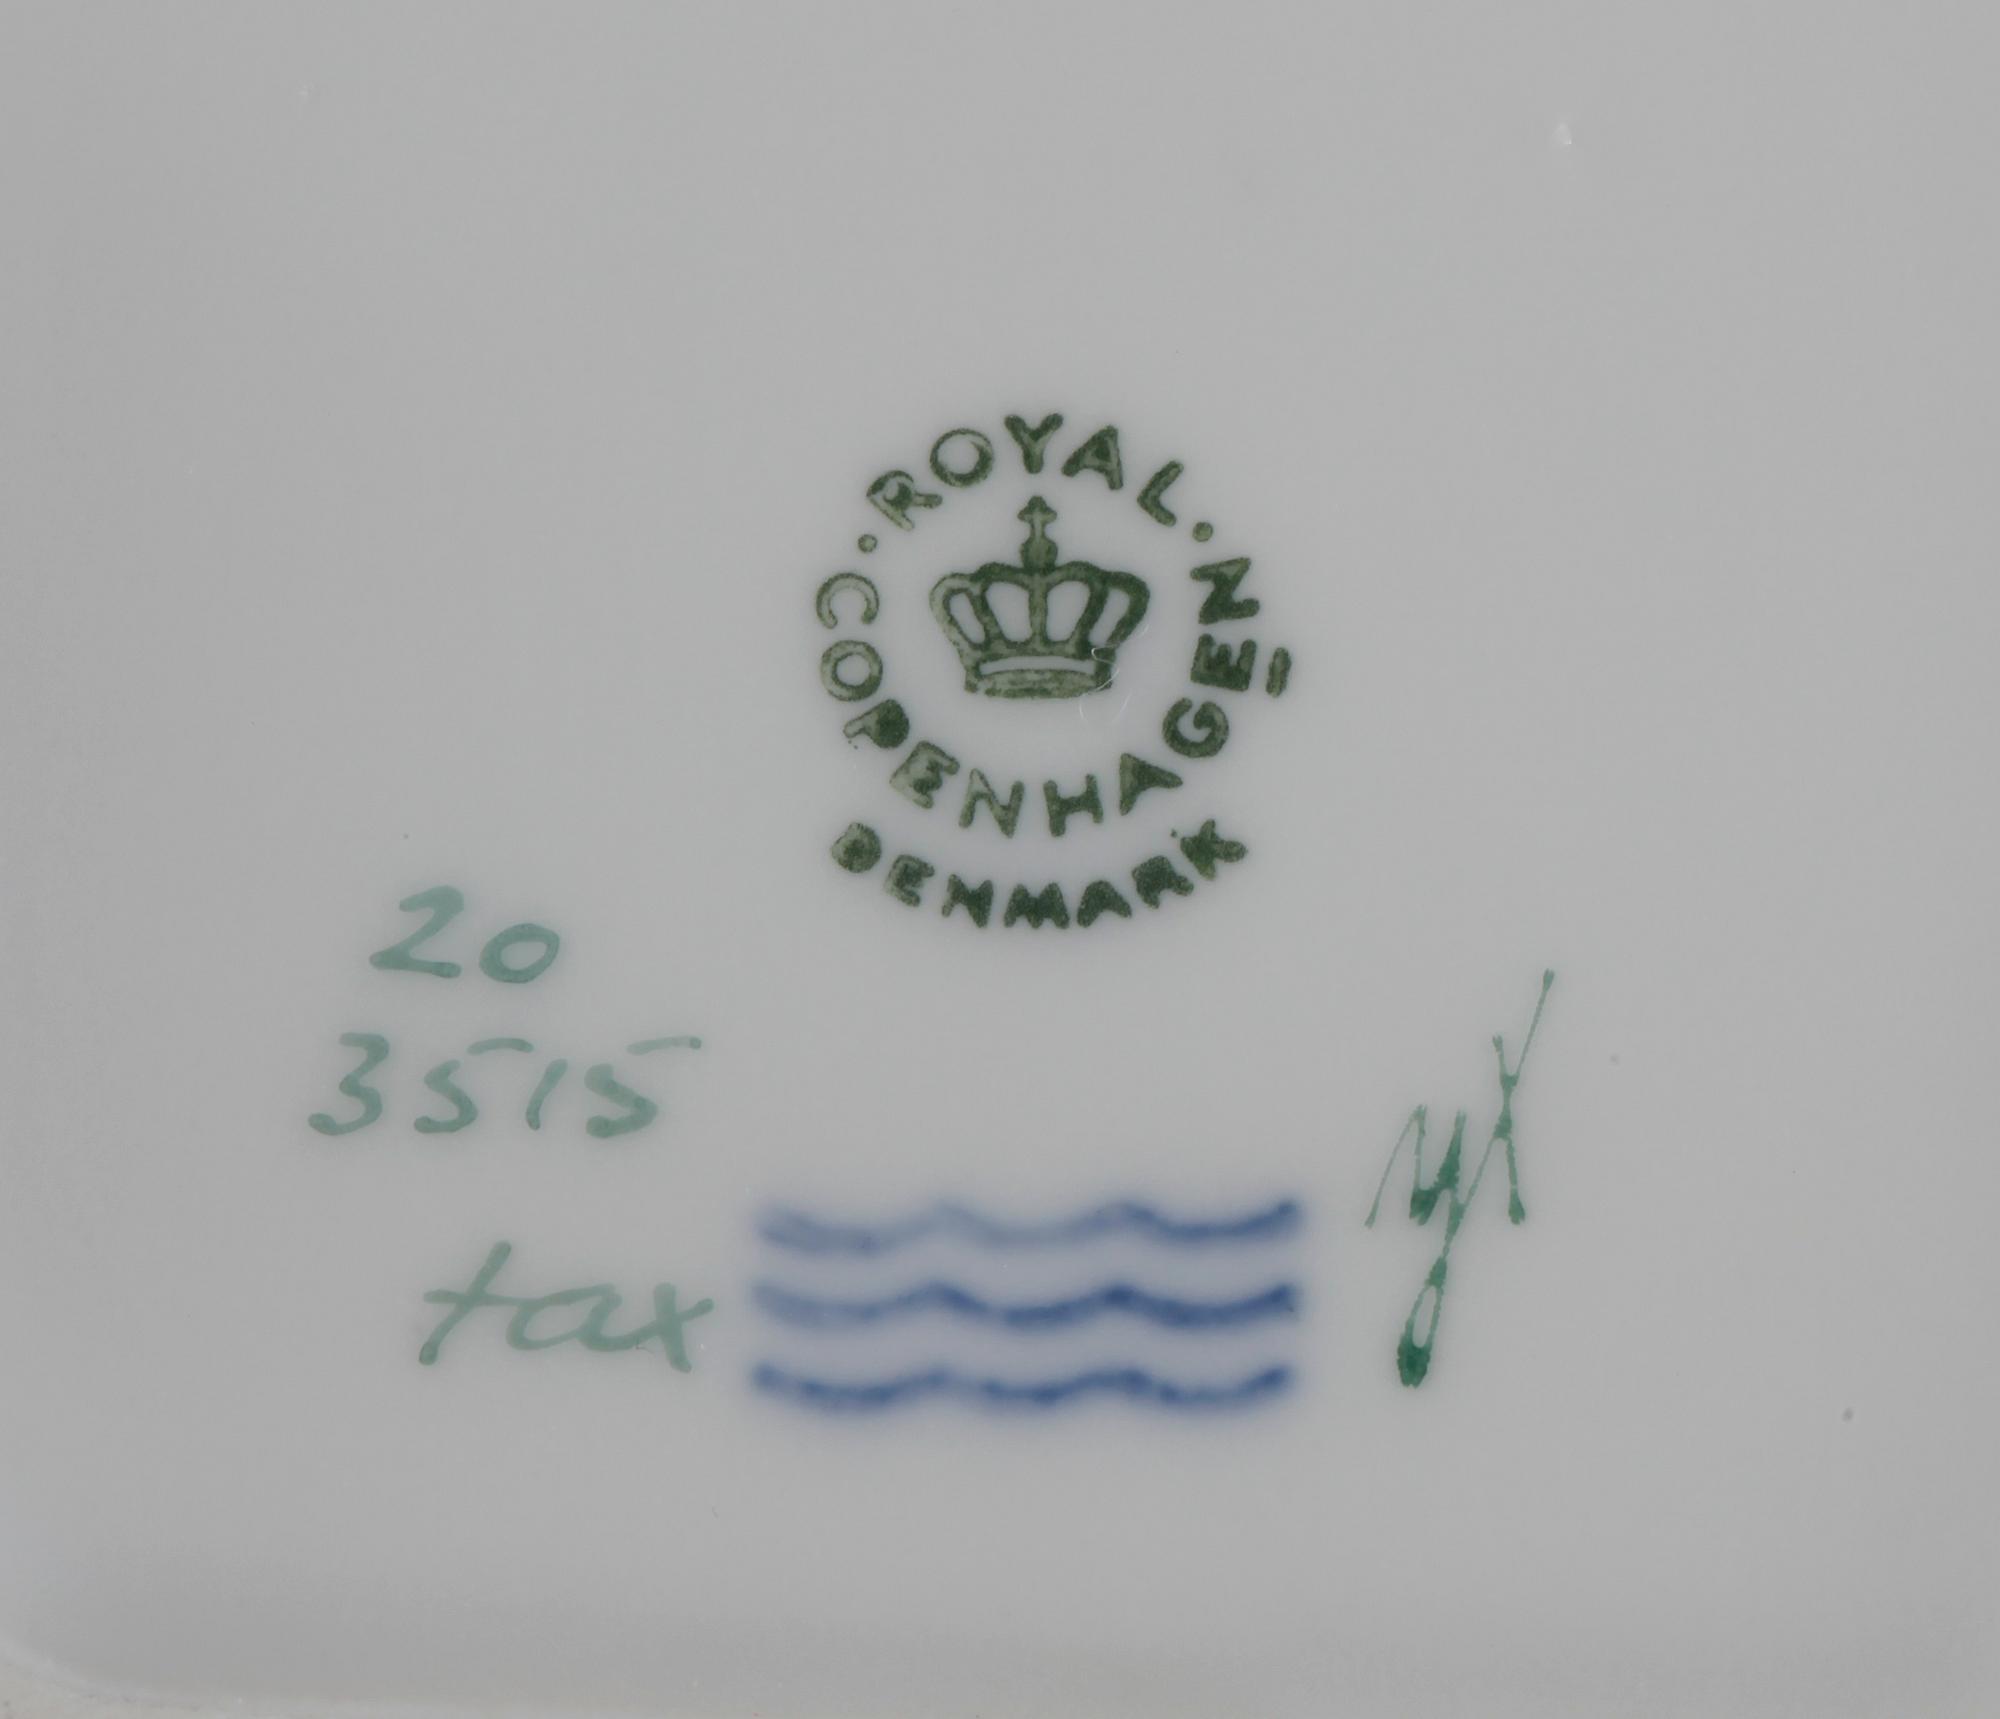 · ROYAL · COPENHAGEN
DENMARK
20
3515
tax